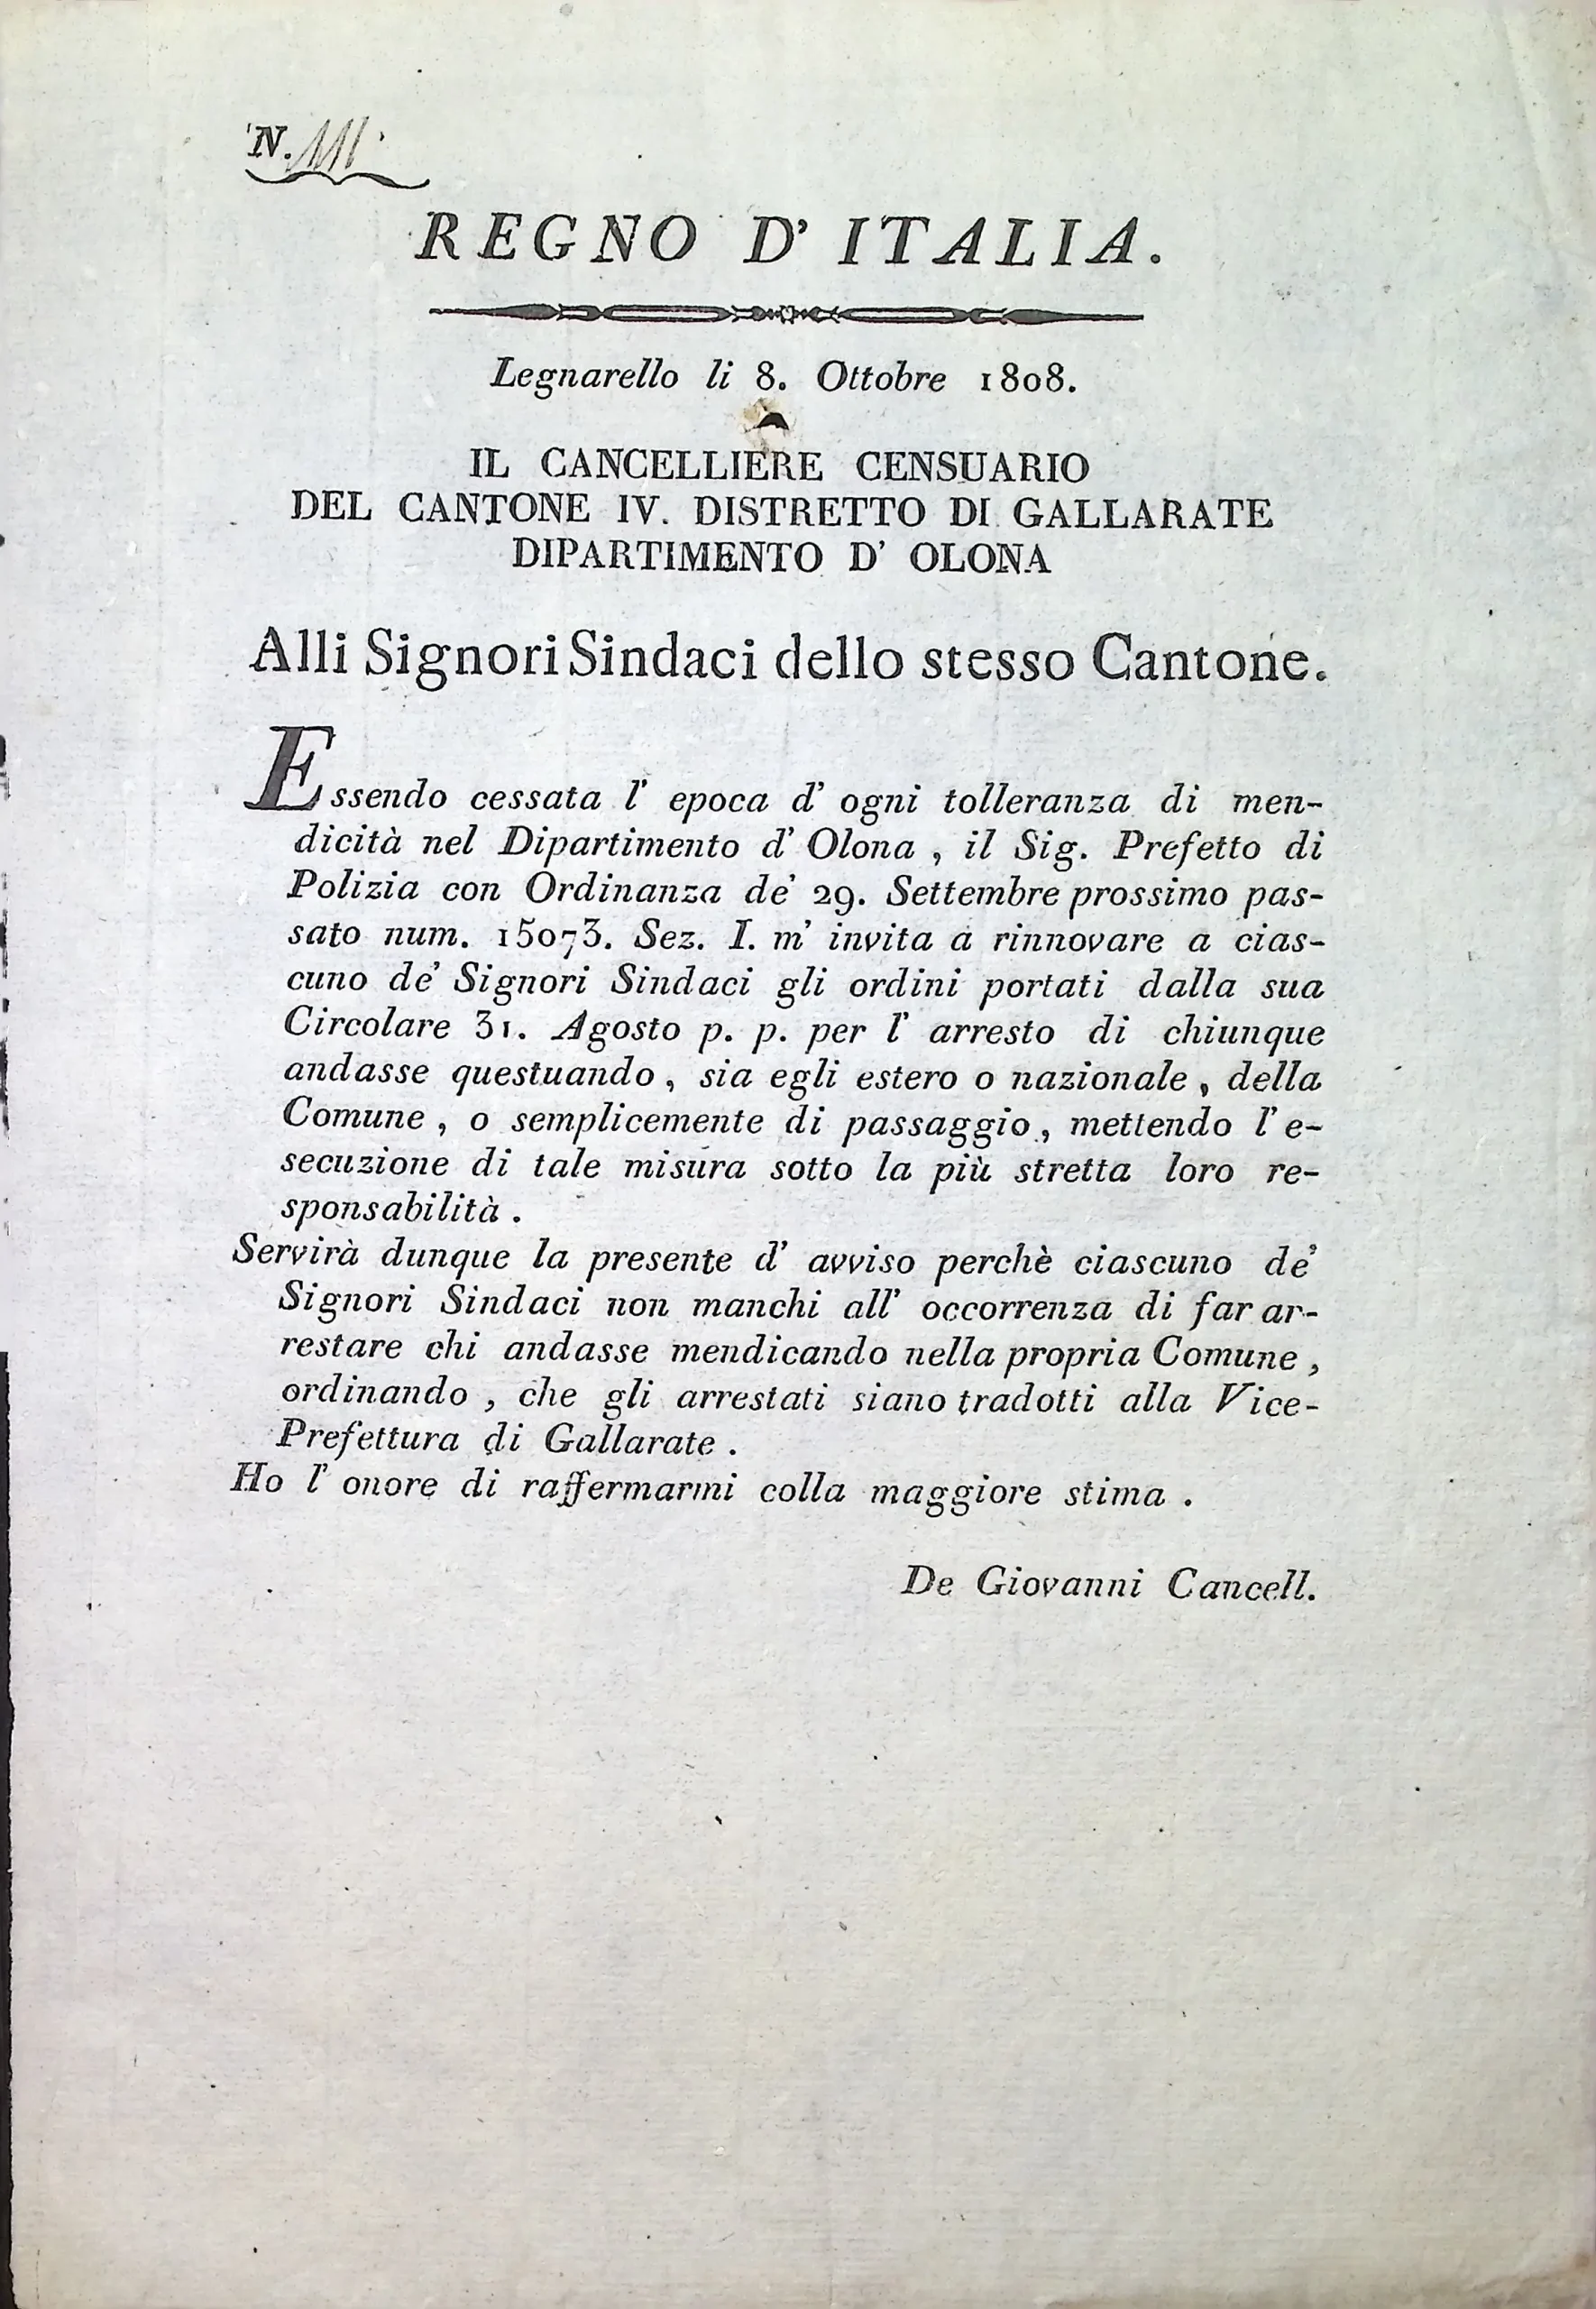 N.
REGNO D' ITALIA.
Legnarello li 8. Ottobre 1808.
IL CANCELLIERE CENSUARIO
DEL CANTONE IV. DISTRETTO DI GALLARATE
DIPARTIMENTO D' OLONA
Alli Signori Sindaci dello stesso Cantone.
Essendo cessata l' epoca d' ogni tolleranza di men-
dicità nel Dipartimento d' Olona , il Sig. Prefetto di
Polizia con Ordinanza de' 29. Settembre prossimo pas-
sato num. 15073. Sez. I. m' invita a rinnovare a cias-
cuno de' Signori Sindaci gli ordini portati dalla sua
Circolare 31. Agosto p. p. per l' arresto di chiunque
andasse questuando , sia egli estero o nazionale , della
Comune , o semplicemente di passaggio , mettendo l' e-
secuzione di tale misura sotto la più stretta loro re-
sponsabilità .
Servirà dunque la presente d' avviso perchè ciascuno de'
Signori Sindaci non manchi all' occorrenza di far ar-
restare chi andasse mendicando nella propria Comune ,
ordinando , che gli arrestati siano tradotti alla Vice-
Prefettura di Gallarate .
Ho l' onore di raffermarmi colla maggiore stima .
De Giovanni Cancell.